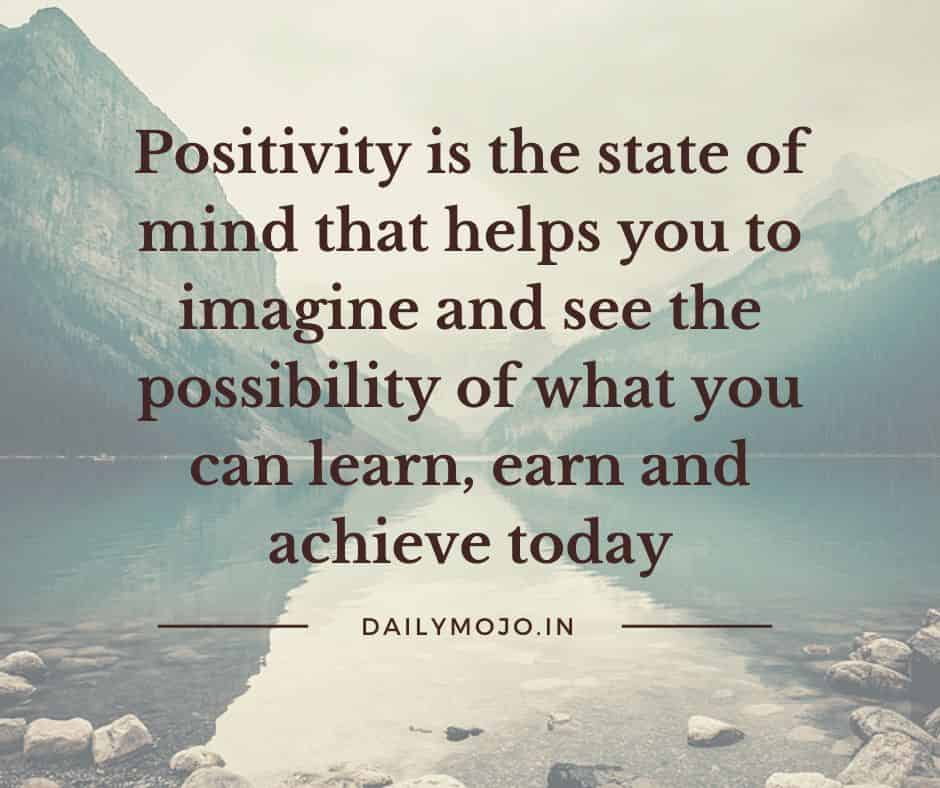 Positivity is the state of
mind that helps you to
imagine and see the
possibility of what you
can learn, earn and
achieve today
DAILYMOJO.IN